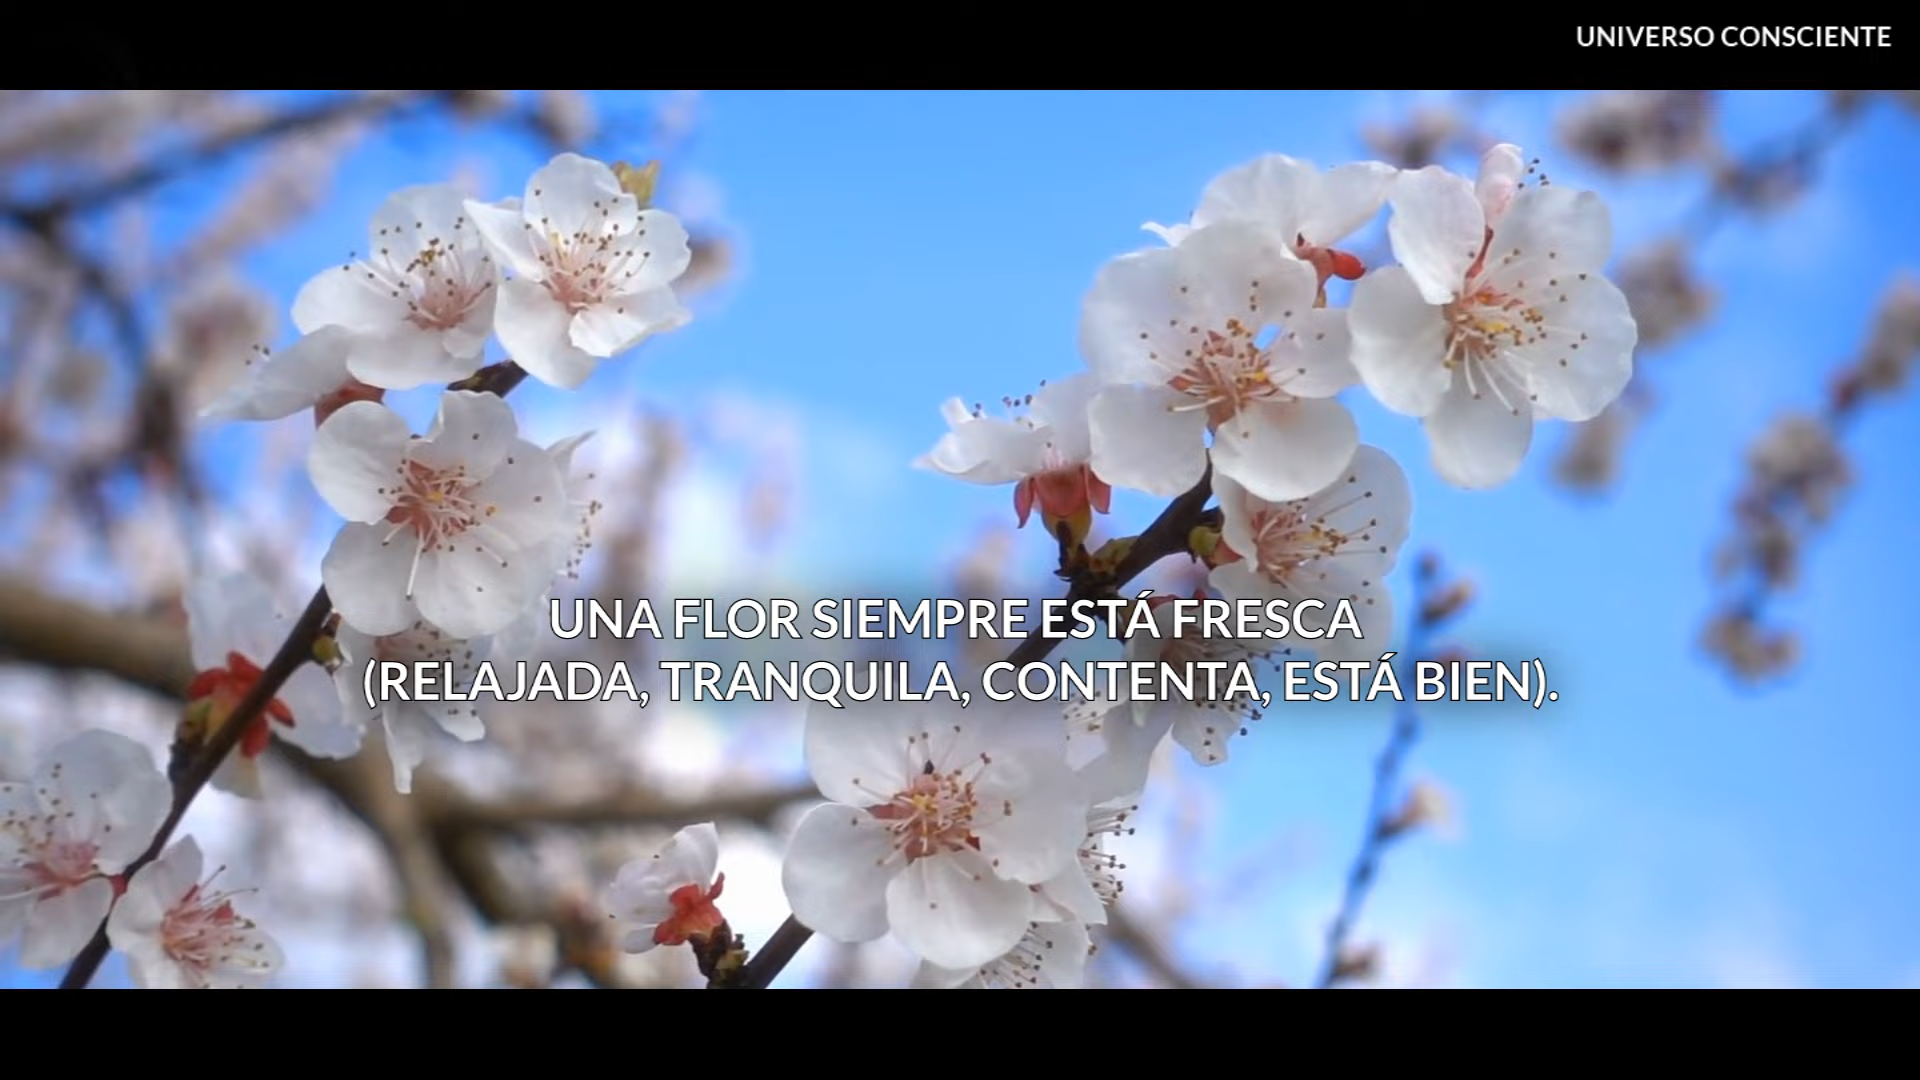 UNIVERSO CONSCIENTE
UNA FLOR SIEMPRE ESTÁ FRESCA
(RELAJADA, TRANQUILA, CONTENTA, ESTÁ BIEN).